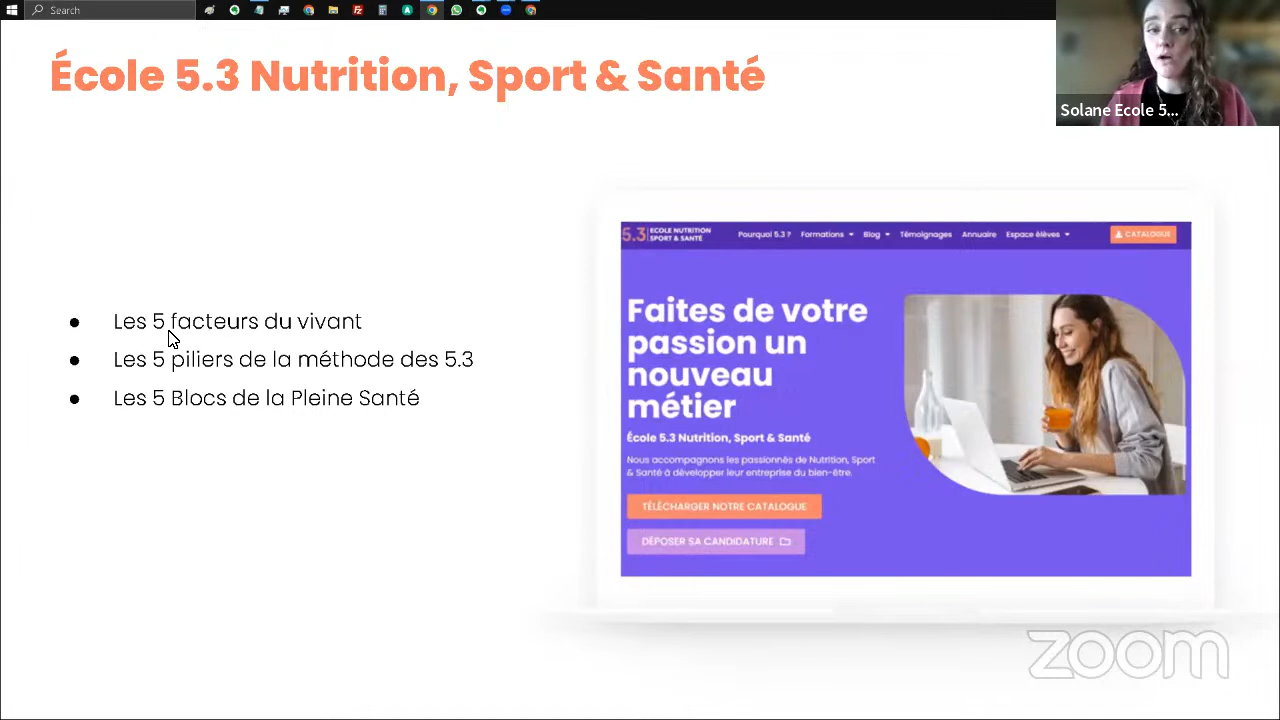 Search
École 5.3 Nutrition, Sport & Santé
Solane Ecole 5...
5.3 ECOLE NUTRITION
SPORT & SANTÉ
Pourquoi 5.3 ? Formations Blog Témoignages Annuaire Espace élèves CATALOGUE
Faites de votre
passion un
nouveau
métier
École 5.3 Nutrition, Sport & Santé
Nous accompagnons les passionnés de Nutrition, Sport
& Santé à développer leur entreprise du bien-être.
TÉLÉCHARGER NOTRE CATALOGUE
DÉPOSER SA CANDIDATURE
● Les 5 facteurs du vivant
● Les 5 piliers de la méthode des 5.3
● Les 5 Blocs de la Pleine Santé
zoom